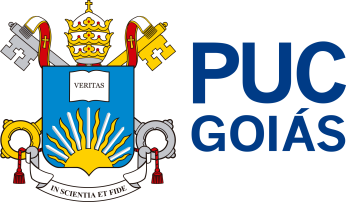 VERITAS
IN SCIENTIA ET FIDE
PUC
GOIÁS